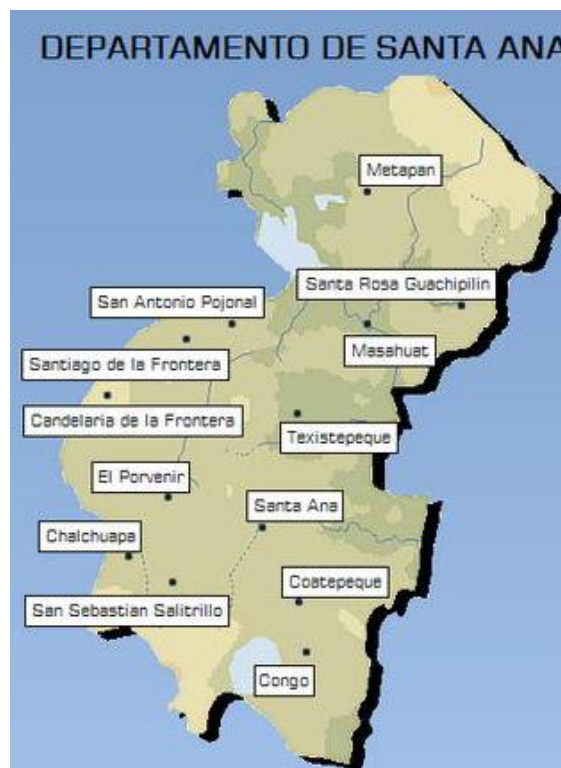 DEPARTAMENTO DE SANTA ANA
Metapan
Santa Rosa Guachipilin
San Antonio Pojonal
Masahuat
Santiago de la Frontera
Candelaria de la Frontera
Texistepeque
El Porvenir
Santa Ana
Chalchuapa
Coatepeque
San Sebastian Salitrillo
Congo